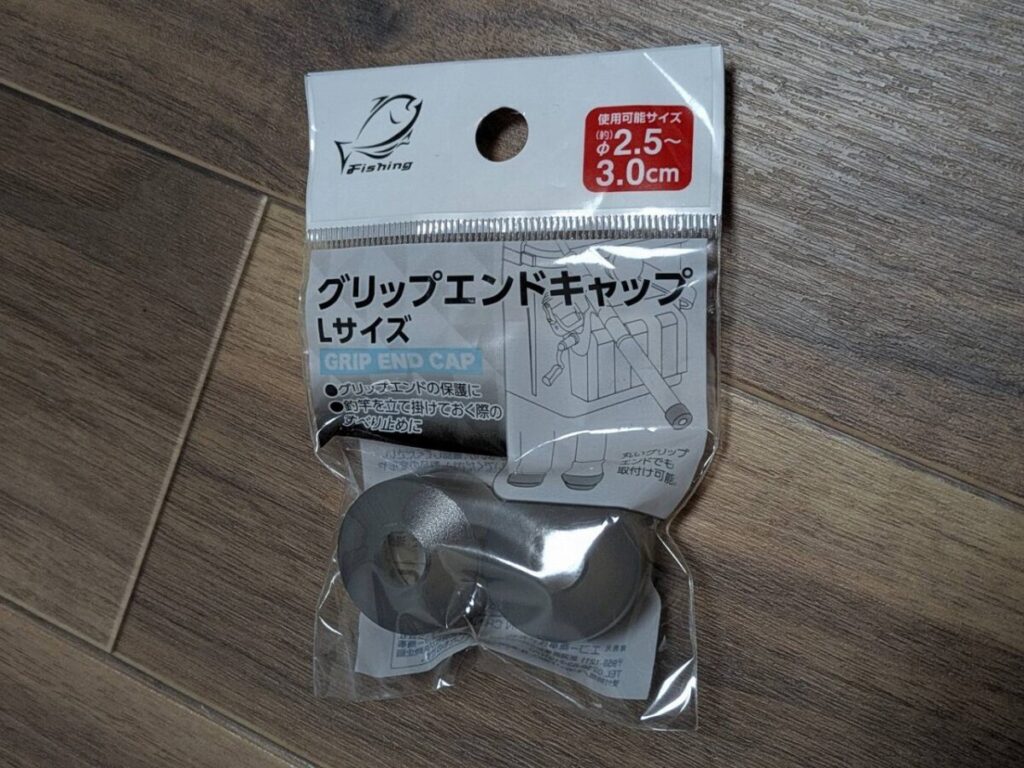 Fishing
使用可能サイズ
(約)
φ2.5～
3.0cm
グリップエンドキャップ
Lサイズ
GRIP END CAP
●グリップエンドの保護に
●釣竿を立て掛けておく際の
すべり止めに
丸いグリップ
エンドでも
取付け可能。